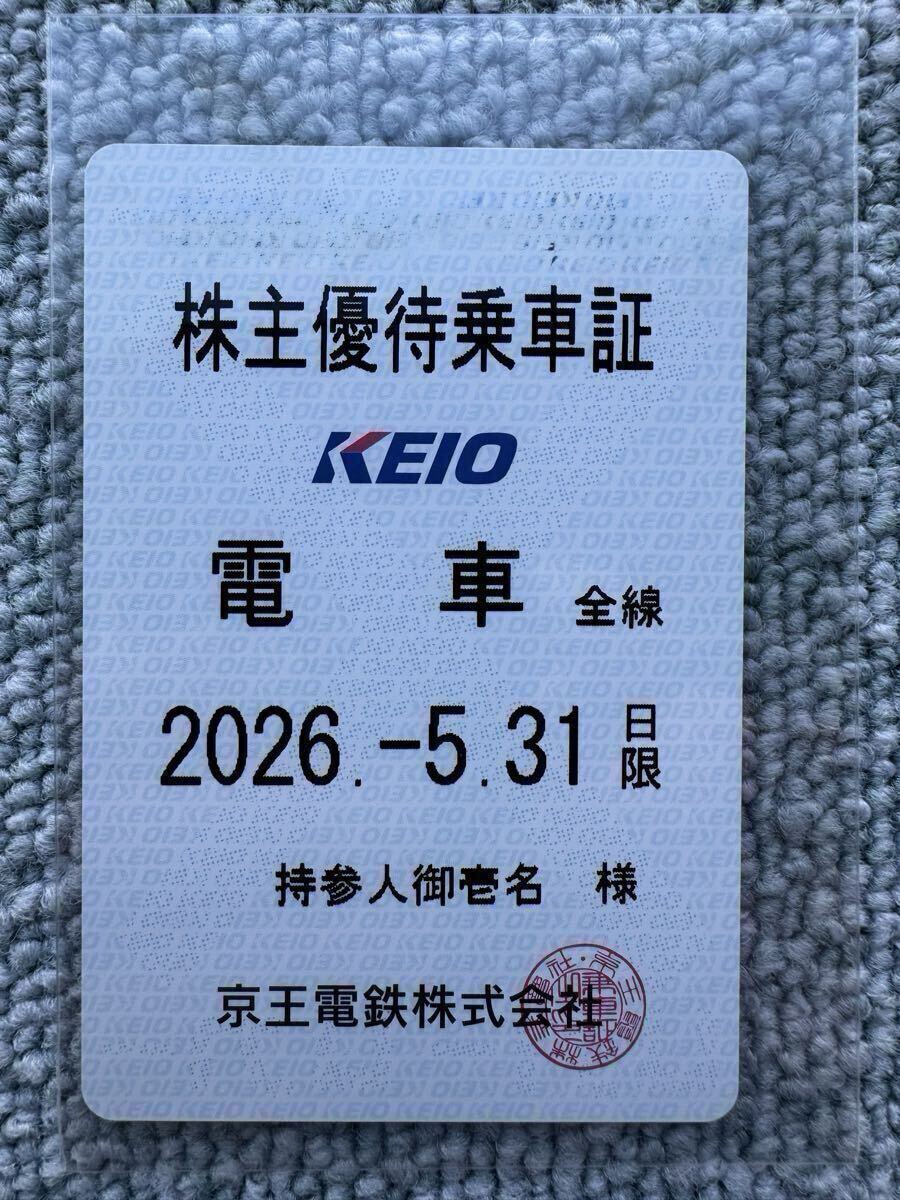 株主優待乗車証
KEIO
電車 全線
2026.-5.31 日限
持参人御壱名 様
京王電鉄株式会社